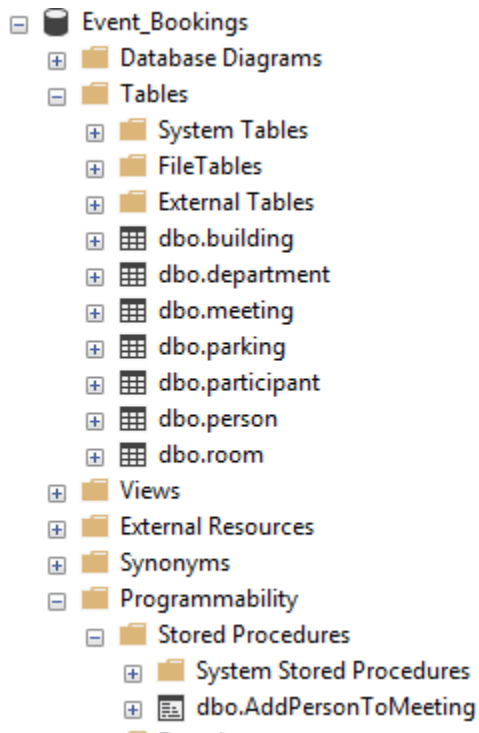 Event_Bookings
Database Diagrams
Tables
System Tables
FileTables
External Tables
dbo.building
dbo.department
dbo.meeting
dbo.parking
dbo.participant
dbo.person
dbo.room
Views
External Resources
Synonyms
Programmability
Stored Procedures
System Stored Procedures
dbo.AddPersonToMeeting